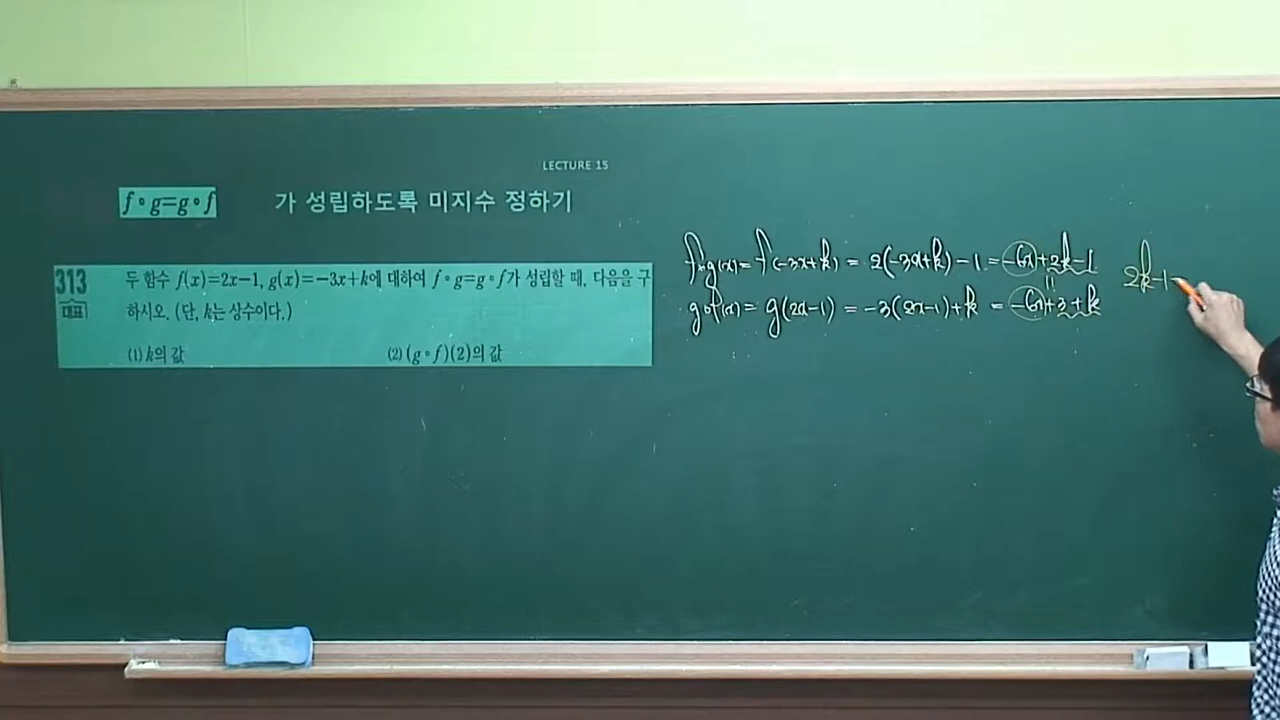 LECTURE 15
f∘g=g∘f 가 성립하도록 미지수 정하기
313 두 함수 f(x)=2x-1, g(x)=-3x+k에 대하여 f∘g=g∘f가 성립할 때, 다음을 구
대표 하시오. (단, k는 상수이다.)
(1) k의 값 (2) (g∘f)(2)의 값
f∘g(x)=f(-3x+k)=2(-3x+k)-1=-6x+2k-1
g∘f(x)=g(2x-1)=-3(2x-1)+k=-6x+3+k
2k-1=